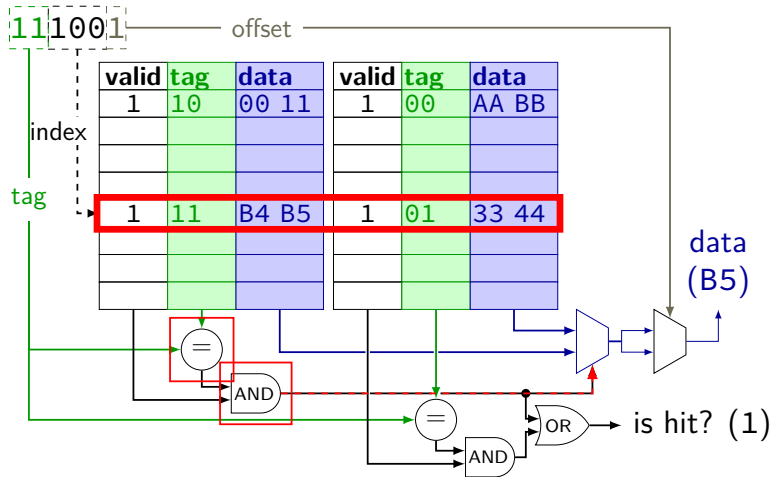 111001
offset
valid tag data valid tag data
1 10 00 11 1 00 AA BB
index
tag
1 11 B4 B5 1 01 33 44
data
(B5)
=
AND
=
OR
is hit? (1)
AND